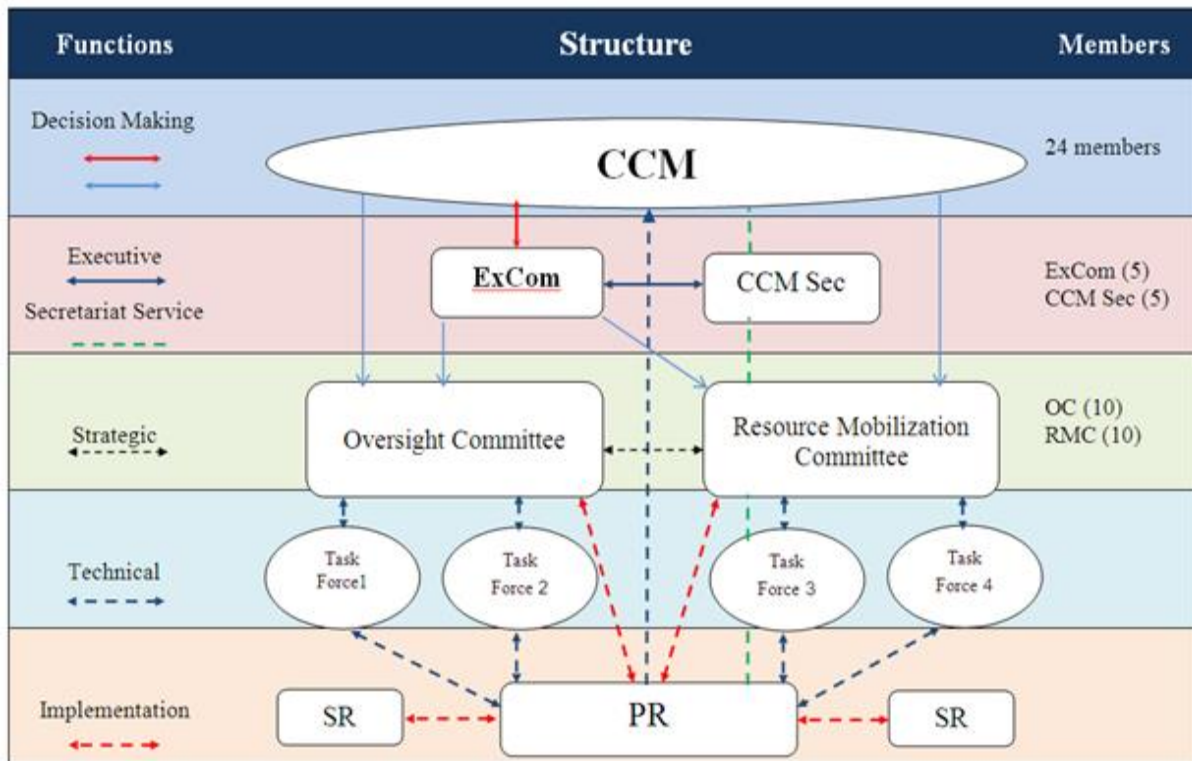 Functions
Structure
Members
Decision Making
CCM
24 members
Executive
Secretariat Service
ExCom
CCM Sec
ExCom (5)
CCM Sec (5)
Strategic
Oversight Committee
Resource Mobilization
Committee
OC (10)
RMC (10)
Technical
Task
Force1
Task
Force 2
Task
Force 3
Task
Force 4
Implementation
SR
PR
SR